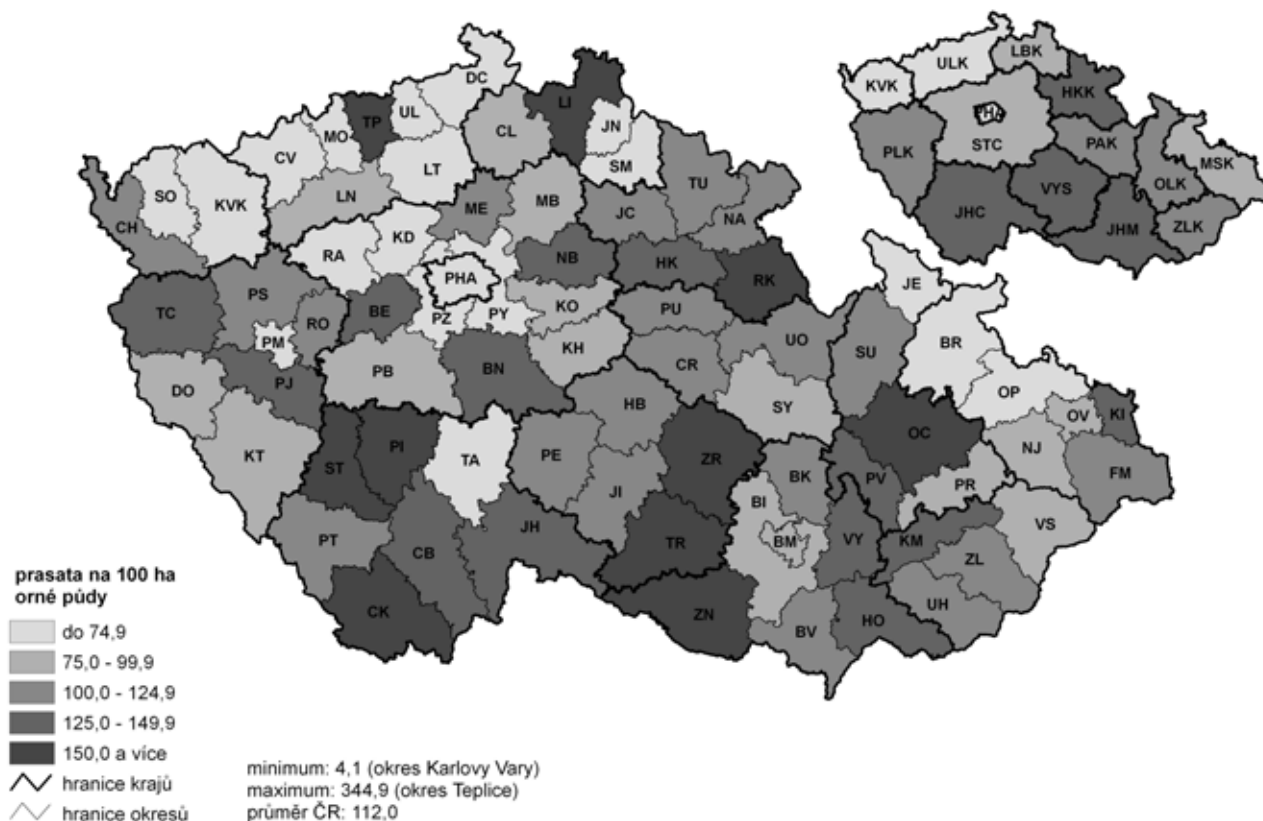 DC
LI
TP
UL
MO
CL
JN
CV
SM
LT
SO
KVK
LN
TU
ME
MB
CH
JC
NA
KD
RA
NB
HK
RK
PHA
PS
TC
BE
KO
PU
RO
PZ
PY
PM
UO
SU
JE
BR
KH
CR
PJ
PB
BN
DO
OP
SY
HB
OV
KI
OC
PI
ZR
NJ
KT
ST
TA
PE
FM
BK
PV
PR
JI
BI
VS
JH
PT
CB
TR
BM
VY
KM
ZL
CK
ZN
UH
BV
HO
LBK
ULK
KVK
HKK
PHA
STC
PAK
PLK
MSK
VYS
OLK
JHC
JHM
ZLK
prasata na 100 ha
orné půdy
do 74,9
75,0 - 99,9
100,0 - 124,9
125,0 - 149,9
150,0 a více
hranice krajů
hranice okresů
minimum: 4,1 (okres Karlovy Vary)
maximum: 344,9 (okres Teplice)
průměr ČR: 112,0